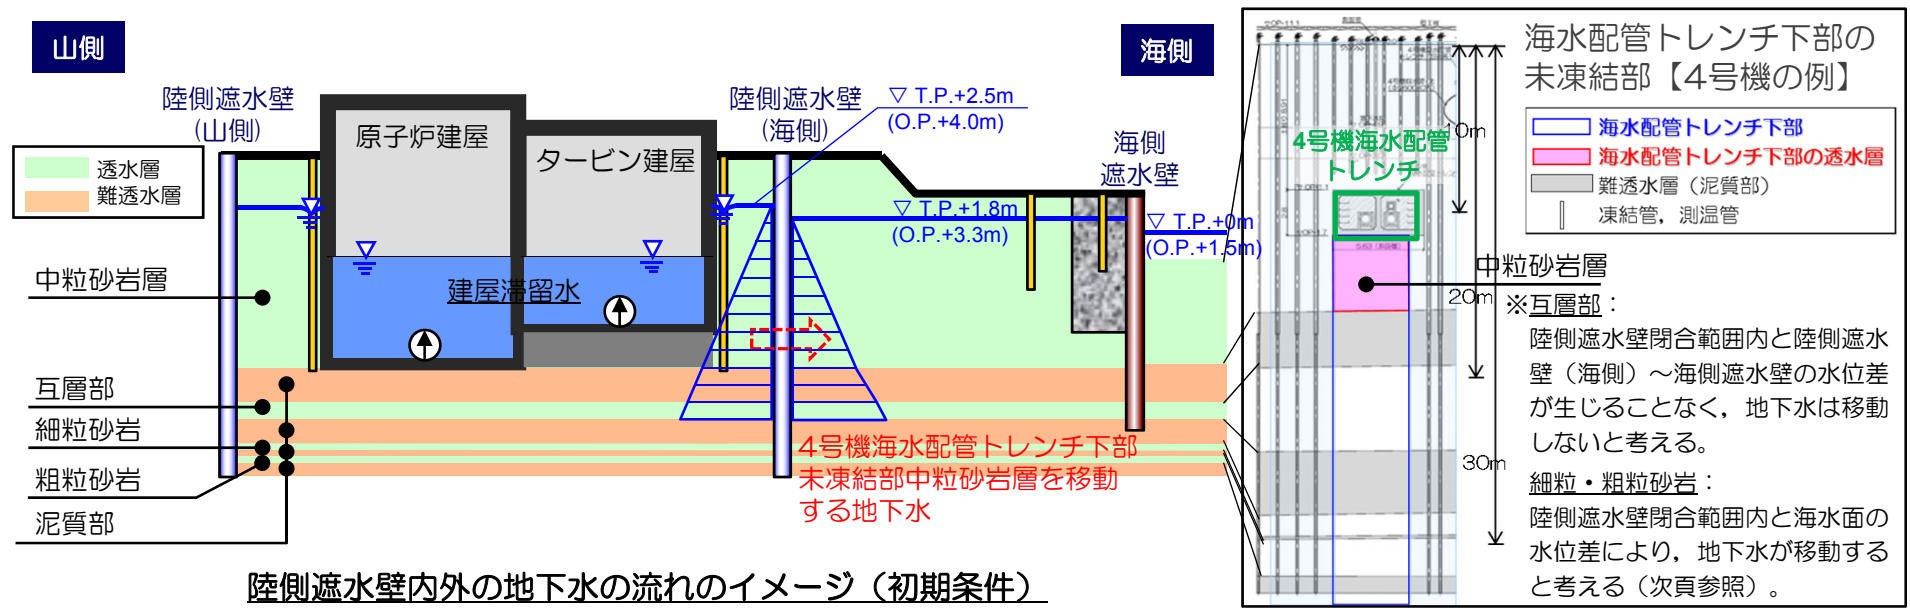 山側
海側
陸側遮水壁
(山側)
原子炉建屋
タービン建屋
陸側遮水壁
(海側)
▽ T.P.+2.5m
(O.P.+4.0m)
海側
遮水壁
透水層
難透水層
▽ T.P.+1.8m
(O.P.+3.3m)
▽ T.P.+0m
(O.P.+1.5m)
建屋滞留水
中粒砂岩層
互層部
細粒砂岩
粗粒砂岩
泥質部
4号機海水配管トレンチ下部
未凍結部中粒砂岩層を移動
する地下水
陸側遮水壁内外の地下水の流れのイメージ（初期条件）
海水配管トレンチ下部の
未凍結部【4号機の例】
海水配管トレンチ下部
海水配管トレンチ下部の透水層
難透水層（泥質部）
凍結管，測温管
10m
4号機海水配管
トレンチ
中粒砂岩層
20m
30m
※互層部：
陸側遮水壁閉合範囲内と陸側遮水
壁（海側）～海側遮水壁の水位差
が生じることなく，地下水は移動
しないと考える。
細粒・粗粒砂岩：
陸側遮水壁閉合範囲内と海水面の
水位差により，地下水が移動する
と考える（次頁参照）。